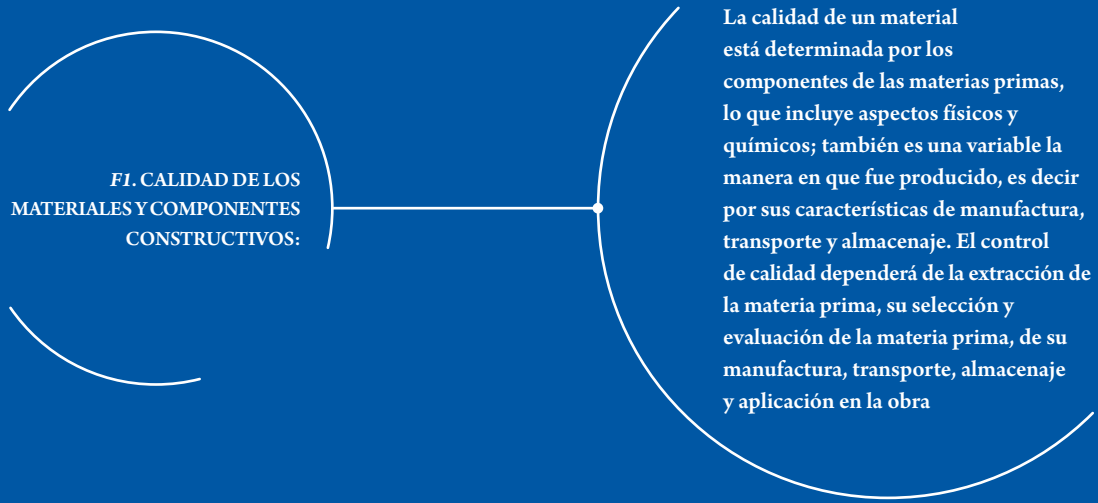 F1. CALIDAD DE LOS
MATERIALES Y COMPONENTES
CONSTRUCTIVOS:
La calidad de un material
está determinada por los
componentes de las materias primas,
lo que incluye aspectos físicos y
químicos; también es una variable la
manera en que fue producido, es decir
por sus características de manufactura,
transporte y almacenaje. El control
de calidad dependerá de la extracción de
la materia prima, su selección y
evaluación de la materia prima, de su
manufactura, transporte, almacenaje
y aplicación en la obra